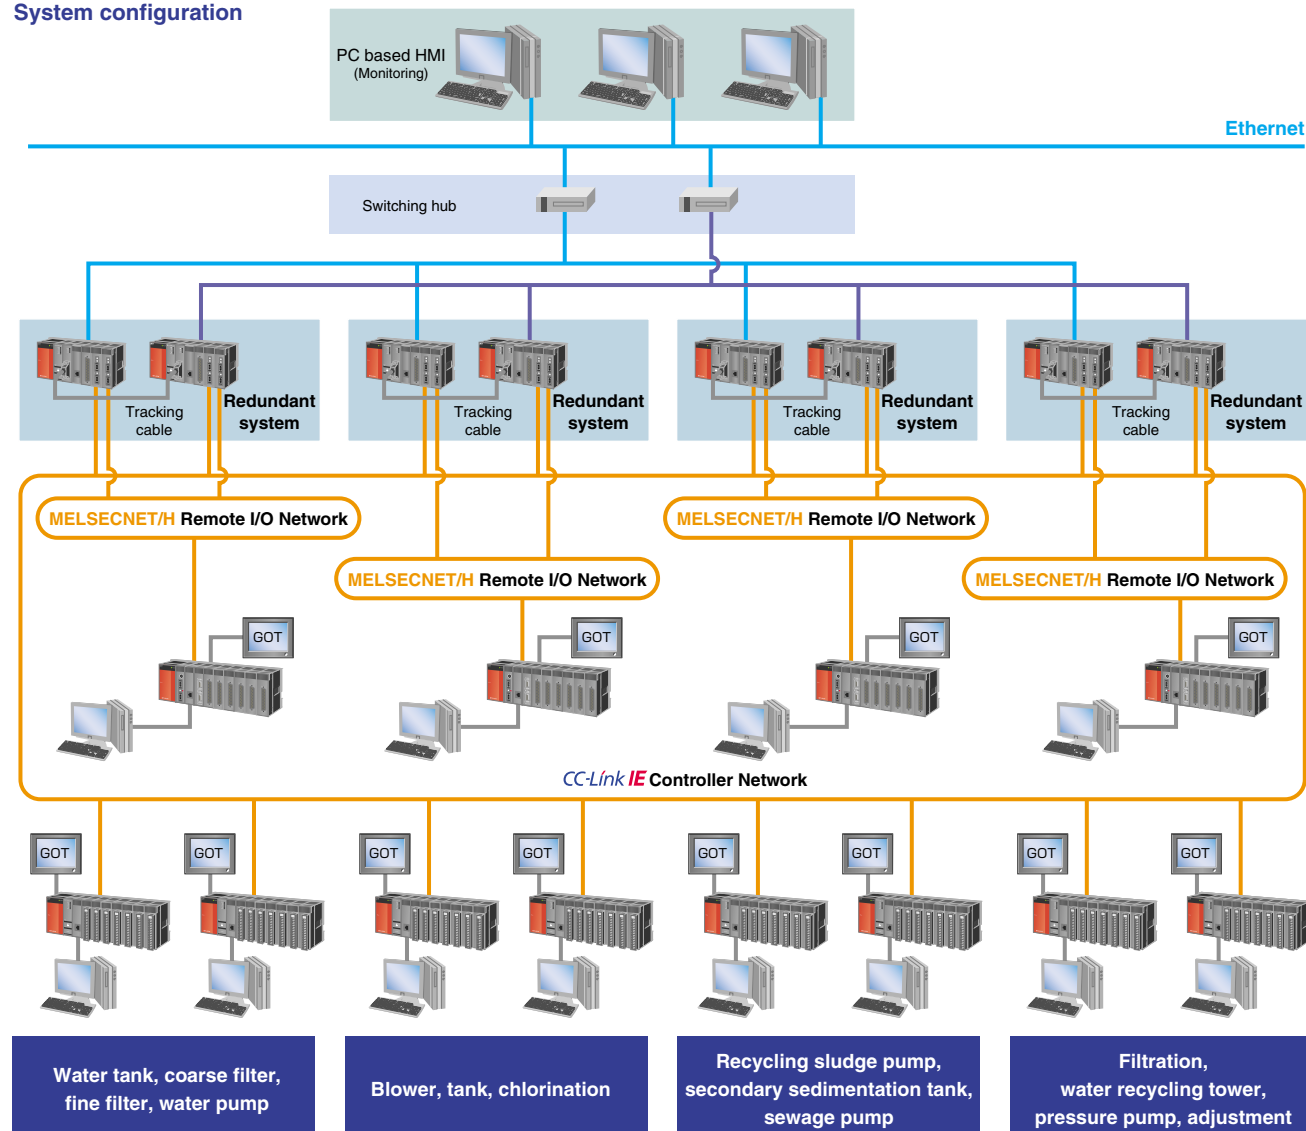 System configuration
PC based HMI
(Monitoring)
Ethernet
Switching hub
Tracking
cable
Redundant
system
Tracking
cable
Redundant
system
Tracking
cable
Redundant
system
Tracking
cable
Redundant
system
MELSECNET/H Remote I/O Network
MELSECNET/H Remote I/O Network
MELSECNET/H Remote I/O Network
MELSECNET/H Remote I/O Network
GOT
GOT
GOT
GOT
CC-Link IE Controller Network
GOT
GOT
GOT
GOT
GOT
GOT
GOT
GOT
Water tank, coarse filter,
fine filter, water pump
Blower, tank, chlorination
Recycling sludge pump,
secondary sedimentation tank,
sewage pump
Filtration,
water recycling tower,
pressure pump, adjustment